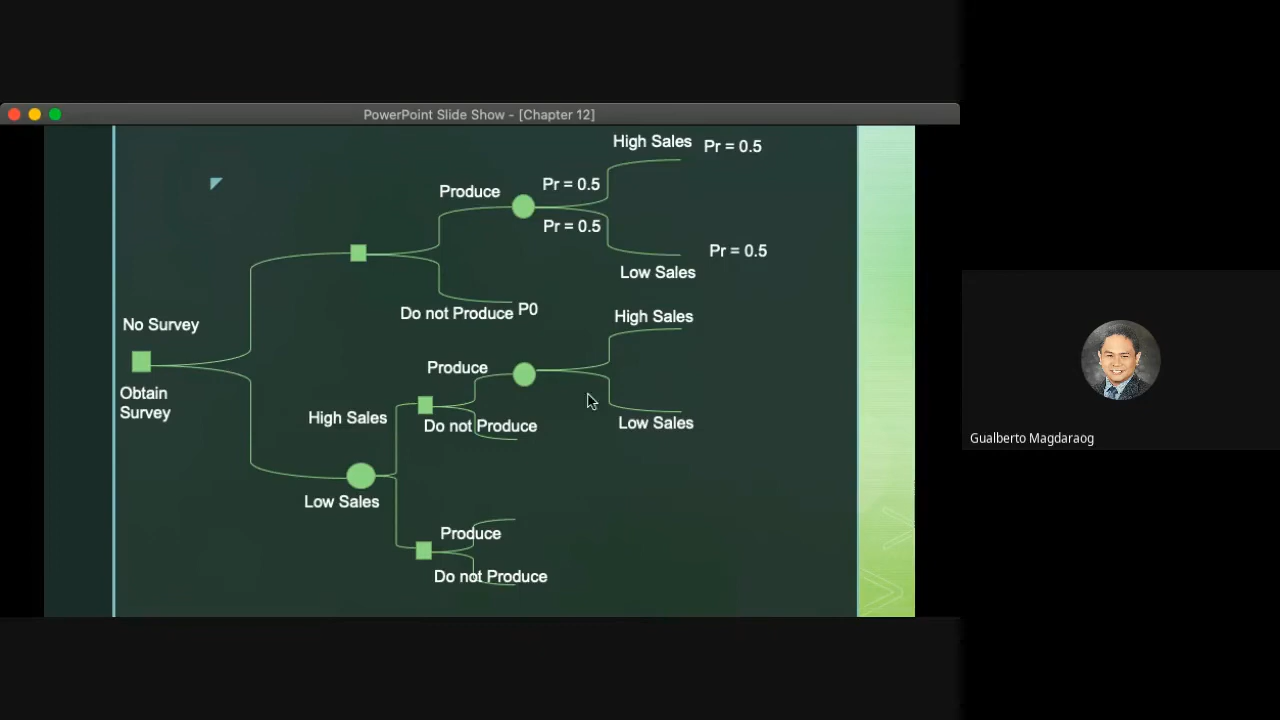 PowerPoint Slide Show - [Chapter 12]
High Sales
Pr = 0.5
Pr = 0.5
Produce
Pr = 0.5
Pr = 0.5
Low Sales
Do not Produce
P0
No Survey
High Sales
Produce
Obtain
Survey
High Sales
Do not Produce
Low Sales
Low Sales
Produce
Do not Produce
Gualberto Magdaraog